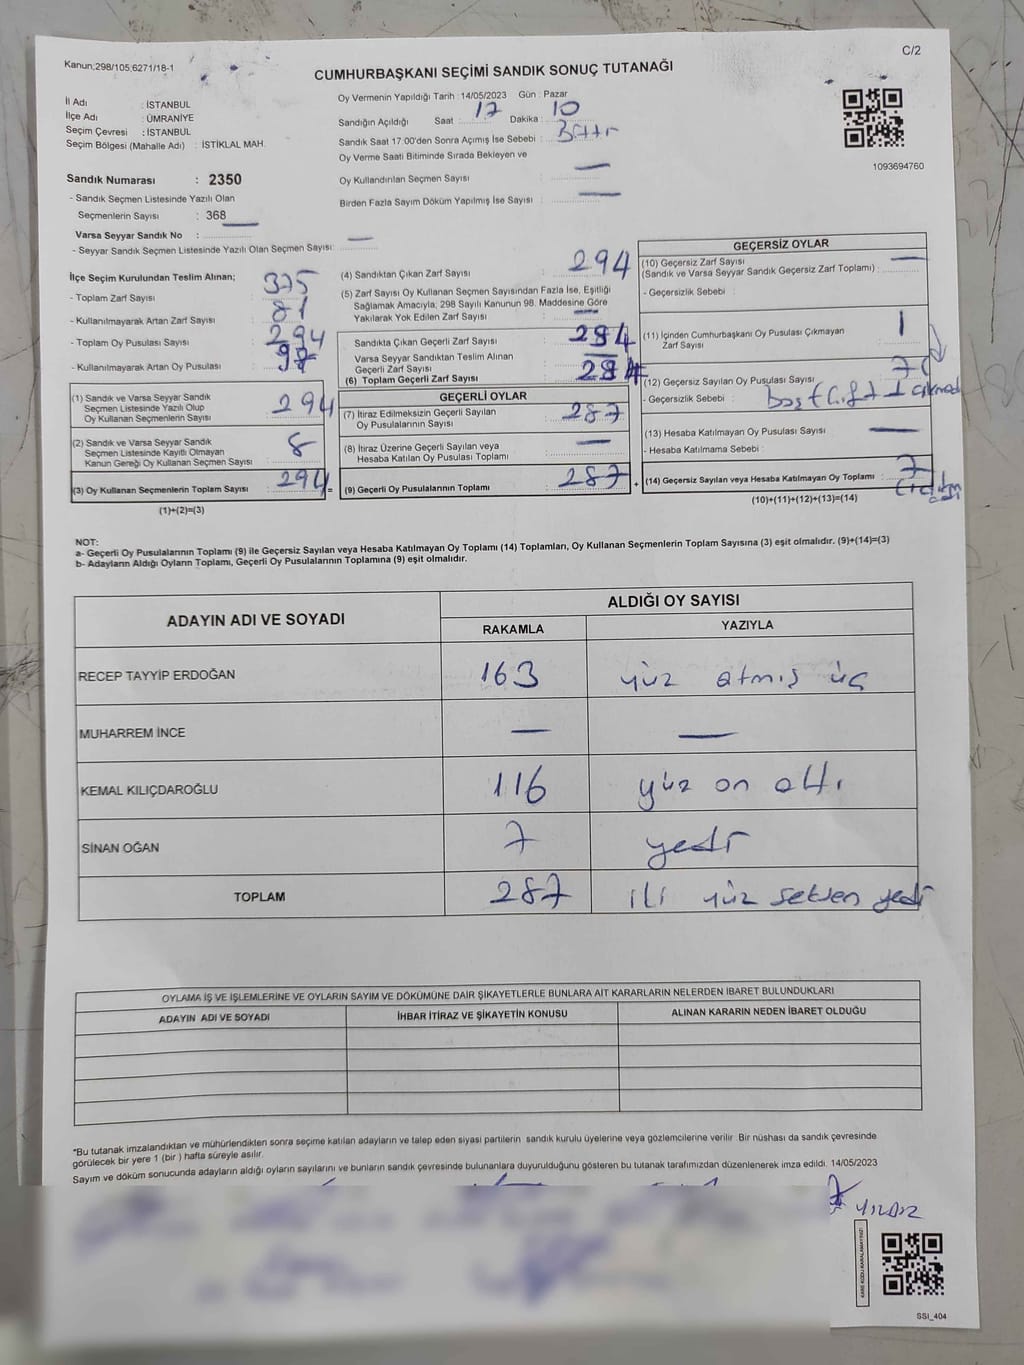 Kanun:298/105;6271/18-1
C/2
CUMHURBAŞKANI SEÇİMİ SANDIK SONUÇ TUTANAĞI
İl Adı : İSTANBUL
İlçe Adı : ÜMRANİYE
Seçim Çevresi : İSTANBUL
Seçim Bölgesi (Mahalle Adı) : İSTİKLAL MAH.
Oy Vermenin Yapıldığı Tarih : 14/05/2023 Gün : Pazar
Sandığın Açıldığı Saat : 17 Dakika : 10
Sandık Saat 17.00'den Sonra Açımış İse Sebebi :
Oy Verme Saati Bitiminde Sırada Bekleyen ve
Oy Kullandırılan Seçmen Sayısı : —
Birden Fazla Sayım Döküm Yapılmış İse Sayısı : —
1093694760
Sandık Numarası : 2350
- Sandık Seçmen Listesinde Yazılı Olan
Seçmenlerin Sayısı : 368
Varsa Seyyar Sandık No :
- Seyyar Sandık Seçmen Listesinde Yazılı Olan Seçmen Sayısı: —
İlçe Seçim Kurulundan Teslim Alınan;
- Toplam Zarf Sayısı : 375
- Kullanılmayarak Artan Zarf Sayısı : 81
- Toplam Oy Pusulası Sayısı : 294
- Kullanılmayarak Artan Oy Pusulası
(1) Sandık ve Varsa Seyyar Sandık
Seçmen Listesinde Yazılı Olup
Oy Kullanan Seçmenlerin Sayısı : 294
(2) Sandık ve Varsa Seyyar Sandık
Seçmen Listesinde Kayıtlı Olmayan
Kanun Gereği Oy Kullanan Seçmen Sayısı : 8
(3) Oy Kullanan Seçmenlerin Toplam Sayısı : 294
(1)+(2)=(3)
(4) Sandıktan Çıkan Zarf Sayısı : 294
(5) Zarf Sayısı Oy Kullanan Seçmen Sayısından Fazla İse, Eşitliği
Sağlamak Amacıyla, 298 Sayılı Kanunun 98. Maddesine Göre
Yakılarak Yok Edilen Zarf Sayısı : —
Sandıkta Çıkan Geçerli Zarf Sayısı : 294
Varsa Seyyar Sandıktan Teslim Alınan
Geçerli Zarf Sayısı : —
(6) Toplam Geçerli Zarf Sayısı : 294
GEÇERLİ OYLAR
(7) İtiraz Edilmeksizin Geçerli Sayılan
Oy Pusulalarının Sayısı : 287
(8) İtiraz Üzerine Geçerli Sayılan veya
Hesaba Katılan Oy Pusulası Toplamı : —
(9) Geçerli Oy Pusulalarının Toplamı : 287
GEÇERSİZ OYLAR
(10) Geçersiz Zarf Sayısı : —
(Sandık ve Varsa Seyyar Sandık Geçersiz Zarf Toplamı) :
- Geçersizlik Sebebi :
(11) İçinden Cumhurbaşkanı Oy Pusulası Çıkmayan
Zarf Sayısı : 1
(12) Geçersiz Sayılan Oy Pusulası Sayısı :
- Geçersizlik Sebebi :
(13) Hesaba Katılmayan Oy Pusulası Sayısı : —
- Hesaba Katılmama Sebebi :
(14) Geçersiz Sayılan veya Hesaba Katılmayan Oy Toplamı : 7
(10)+(11)+(12)+(13)=(14)
NOT:
a- Geçerli Oy Pusulalarının Toplamı (9) ile Geçersiz Sayılan veya Hesaba Katılmayan Oy Toplamı (14) Toplamları, Oy Kullanan Seçmenlerin Toplam Sayısına (3) eşit olmalıdır. (9)+(14)=(3)
b- Adayların Aldığı Oyların Toplamı, Geçerli Oy Pusulalarının Toplamına (9) eşit olmalıdır.
ADAYIN ADI VE SOYADI ALDIĞI OY SAYISI
RAKAMLA YAZIYLA
RECEP TAYYİP ERDOĞAN 163 yüz atmış üç
MUHARREM İNCE — —
KEMAL KILIÇDAROĞLU 116 yüz on altı
SİNAN OĞAN 7 yedi
TOPLAM 287 iki yüz seksen yedi
OYLAMA İŞ VE İŞLEMLERİNE VE OYLARIN SAYIM VE DÖKÜMÜNE DAİR ŞİKAYETLERLE BUNLARA AİT KARARLARIN NELERDEN İBARET BULUNDUKLARI
ADAYIN ADI VE SOYADI İHBAR İTİRAZ VE ŞİKAYETİN KONUSU ALINAN KARARIN NEDEN İBARET OLDUĞU
*Bu tutanak imzalandıktan ve mühürlendikten sonra seçime katılan adayların ve talep eden siyasi partilerin sandık kurulu üyelerine veya gözlemcilerine verilir. Bir nüshası da sandık çevresinde
görülecek bir yere 1 (bir ) hafta süreyle asılır.
Sayım ve döküm sonucunda adayların aldığı oyların sayılarını ve bunların sandık çevresinde bulunanlara duyurulduğunu gösteren bu tutanak tarafımızdan düzenlenerek imza edildi. 14/05/2023
YILDIZ
KARE KODU KARALAMAYINIZ!
SSI_404